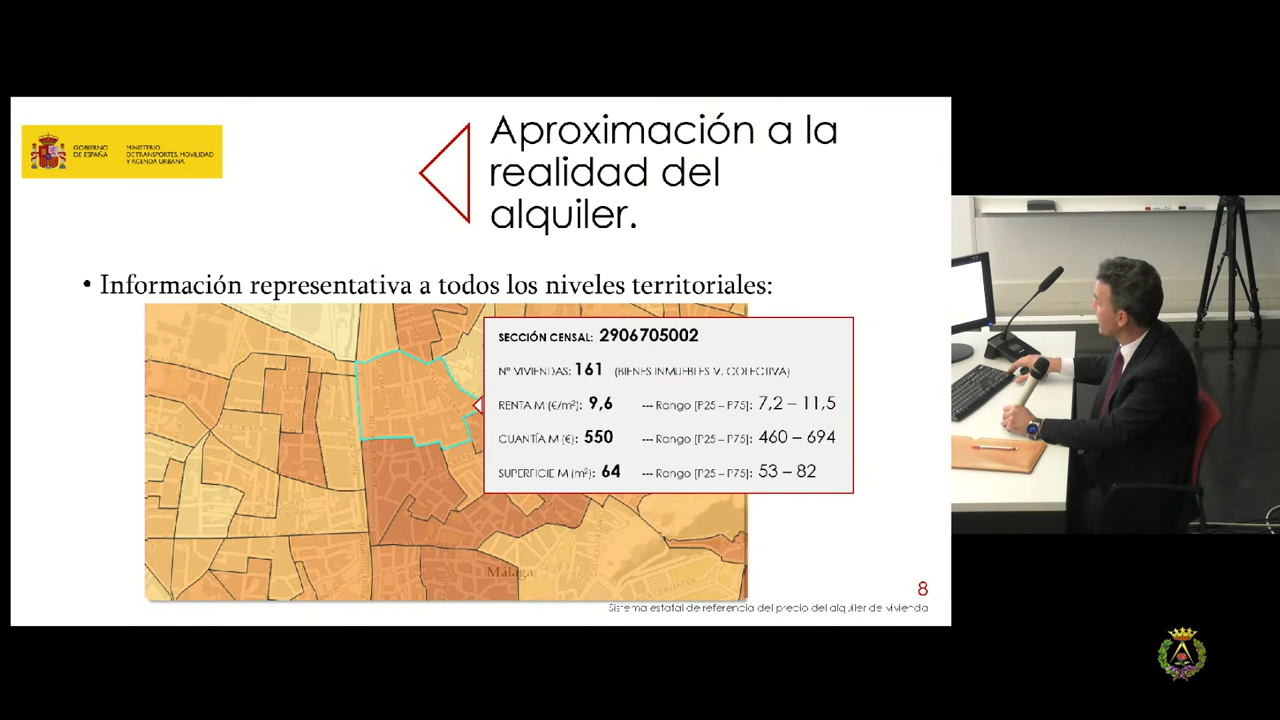 GOBIERNO
DE ESPAÑA
MINISTERIO
DE TRANSPORTES, MOVILIDAD
Y AGENDA URBANA
Aproximación a la
realidad del
alquiler.
• Información representativa a todos los niveles territoriales:
SECCIÓN CENSAL: 2906705002
Nº VIVIENDAS: 161 (BIENES INMUEBLES V. COLECTIVA)
RENTA M (€/m²): 9,6 --- Rango [P25 – P75]: 7,2 – 11,5
CUANTÍA M (€): 550 --- Rango [P25 – P75]: 460 – 694
SUPERFICIE M (m²): 64 --- Rango [P25 – P75]: 53 – 82
Málaga
8
Sistema estatal de referencia del precio del alquiler de vivienda